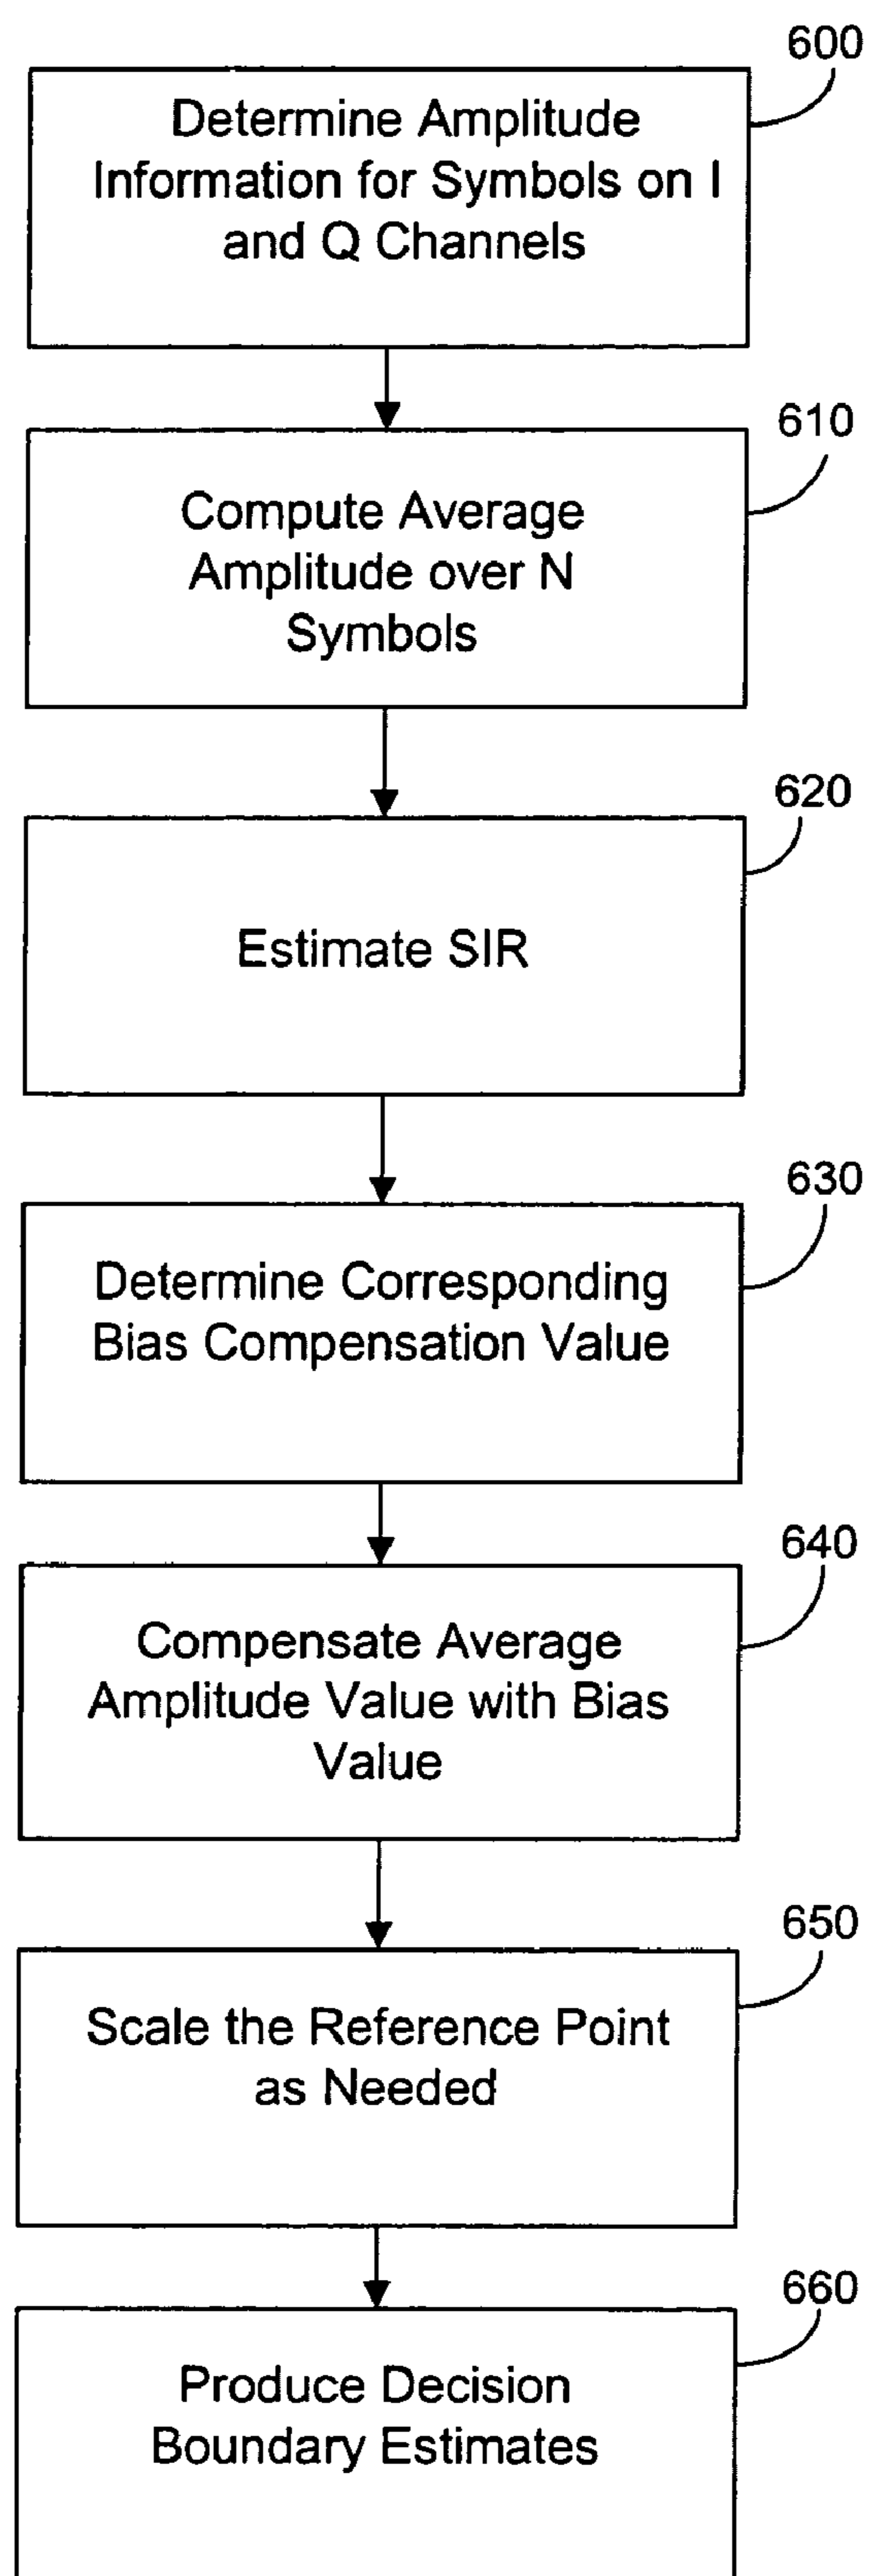 600
Determine Amplitude
Information for Symbols on I
and Q Channels
610
Compute Average
Amplitude over N
Symbols
620
Estimate SIR
630
Determine Corresponding
Bias Compensation Value
640
Compensate Average
Amplitude Value with Bias
Value
650
Scale the Reference Point
as Needed
660
Produce Decision
Boundary Estimates